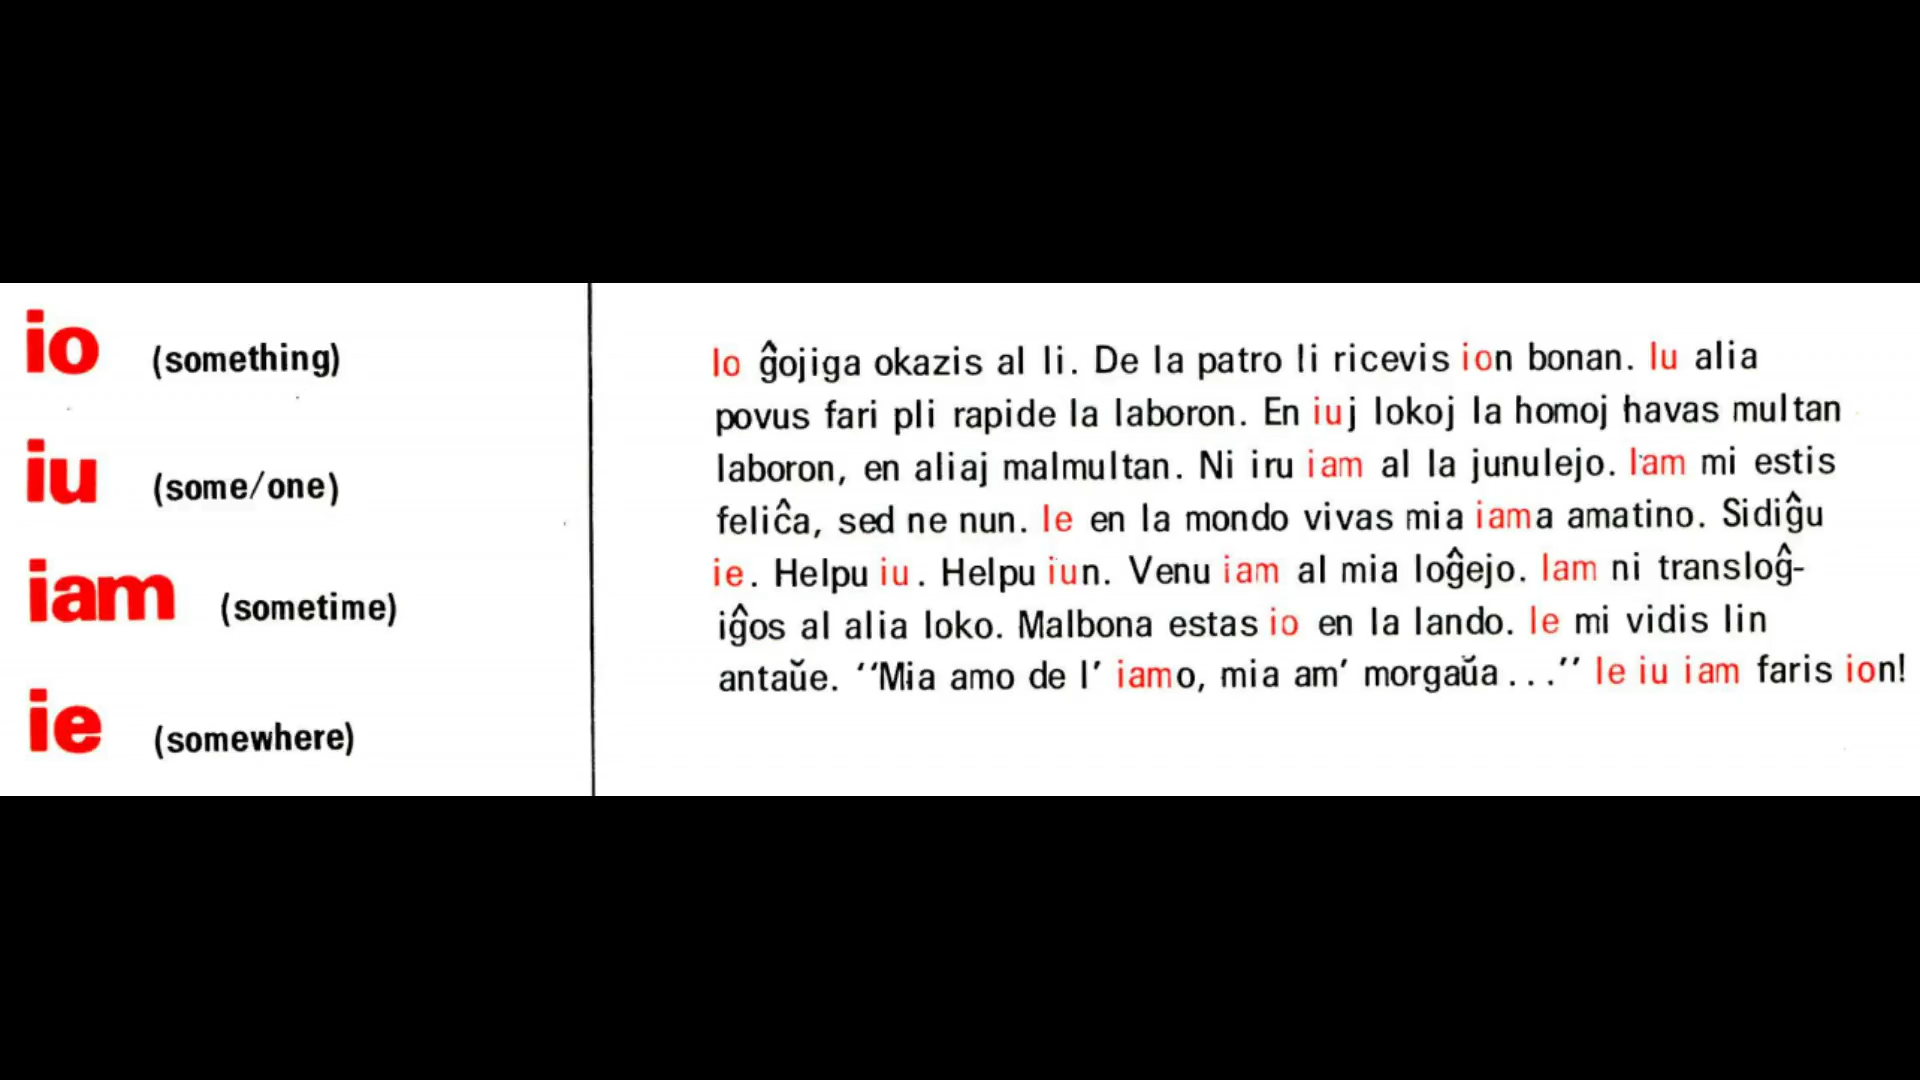 io (something)
iu (some/one)
iam (sometime)
ie (somewhere)
Io ĝojiga okazis al li. De la patro li ricevis ion bonan. Iu alia
povus fari pli rapide la laboron. En iuj lokoj la homoj havas multan
laboron, en aliaj malmultan. Ni iru iam al la junulejo. Iam mi estis
feliĉa, sed ne nun. Ie en la mondo vivas mia iama amatino. Sidiĝu
ie. Helpu iu. Helpu iun. Venu iam al mia loĝejo. Iam ni transloĝ-
iĝos al alia loko. Malbona estas io en la lando. Ie mi vidis lin
antaŭe. ‘‘Mia amo de l’ iamo, mia am’ morgaŭa . . .’’ Ie iu iam faris ion!